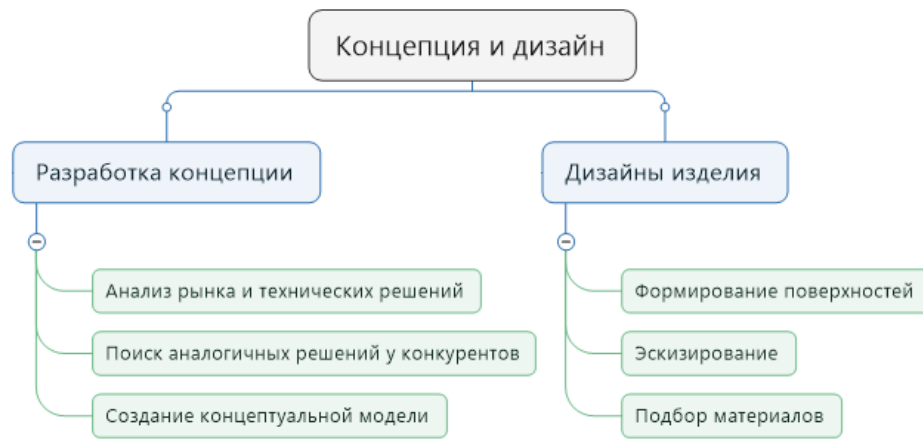 Концепция и дизайн
Разработка концепции
Анализ рынка и технических решений
Поиск аналогичных решений у конкурентов
Создание концептуальной модели
Дизайны изделия
Формирование поверхностей
Эскизирование
Подбор материалов